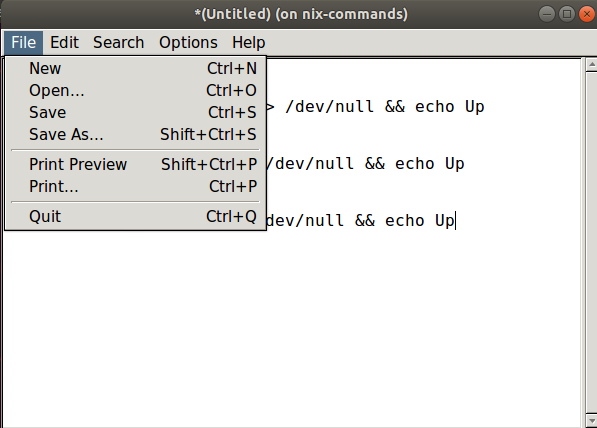 *(Untitled) (on nix-commands)
File Edit Search Options Help
New Ctrl+N
Open... Ctrl+O
Save Ctrl+S
Save As... Shift+Ctrl+S
Print Preview Shift+Ctrl+P
Print... Ctrl+P
Quit Ctrl+Q
> /dev/null && echo Up
/dev/null && echo Up
dev/null && echo Up